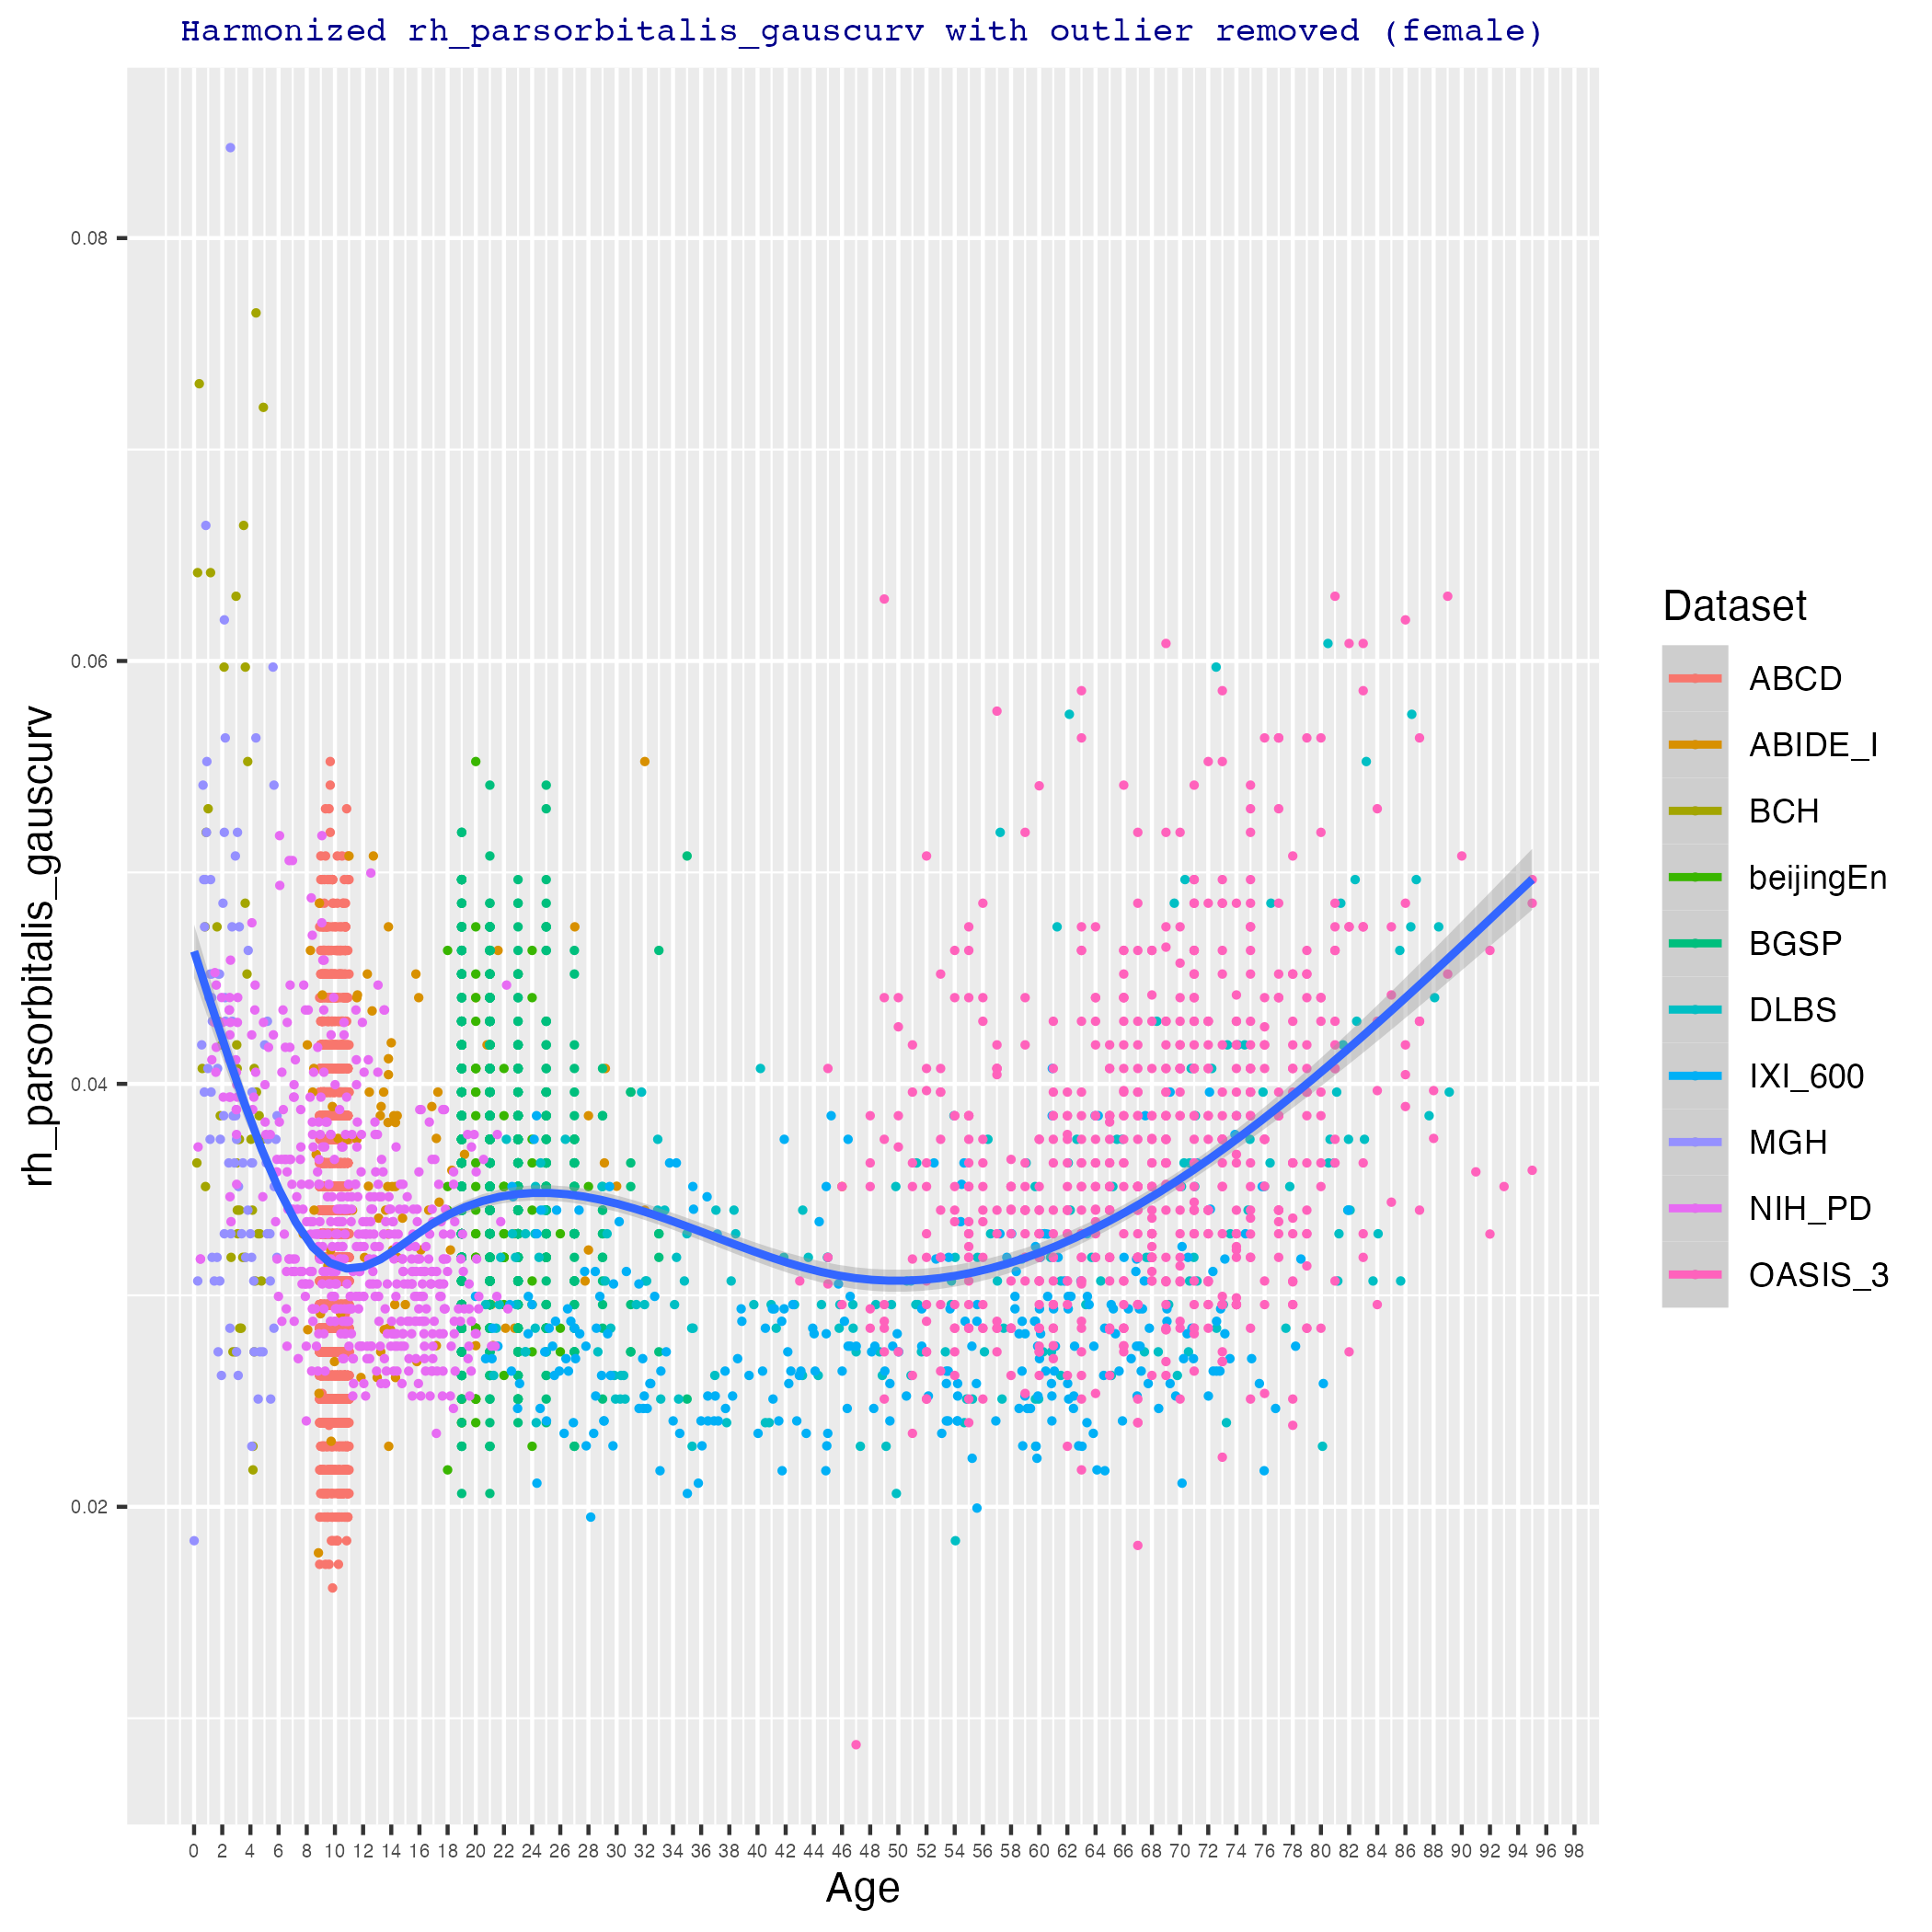 Harmonized rh_parsorbitalis_gauscurv with outlier removed (female)
rh_parsorbitalis_gauscurv
0.08
0.06
0.04
0.02
0 2 4 6 8 10 12 14 16 18 20 22 24 26 28 30 32 34 36 38 40 42 44 46 48 50 52 54 56 58 60 62 64 66 68 70 72 74 76 78 80 82 84 86 88 90 92 94 96 98
Age
Dataset
ABCD
ABIDE_I
BCH
beijingEn
BGSP
DLBS
IXI_600
MGH
NIH_PD
OASIS_3